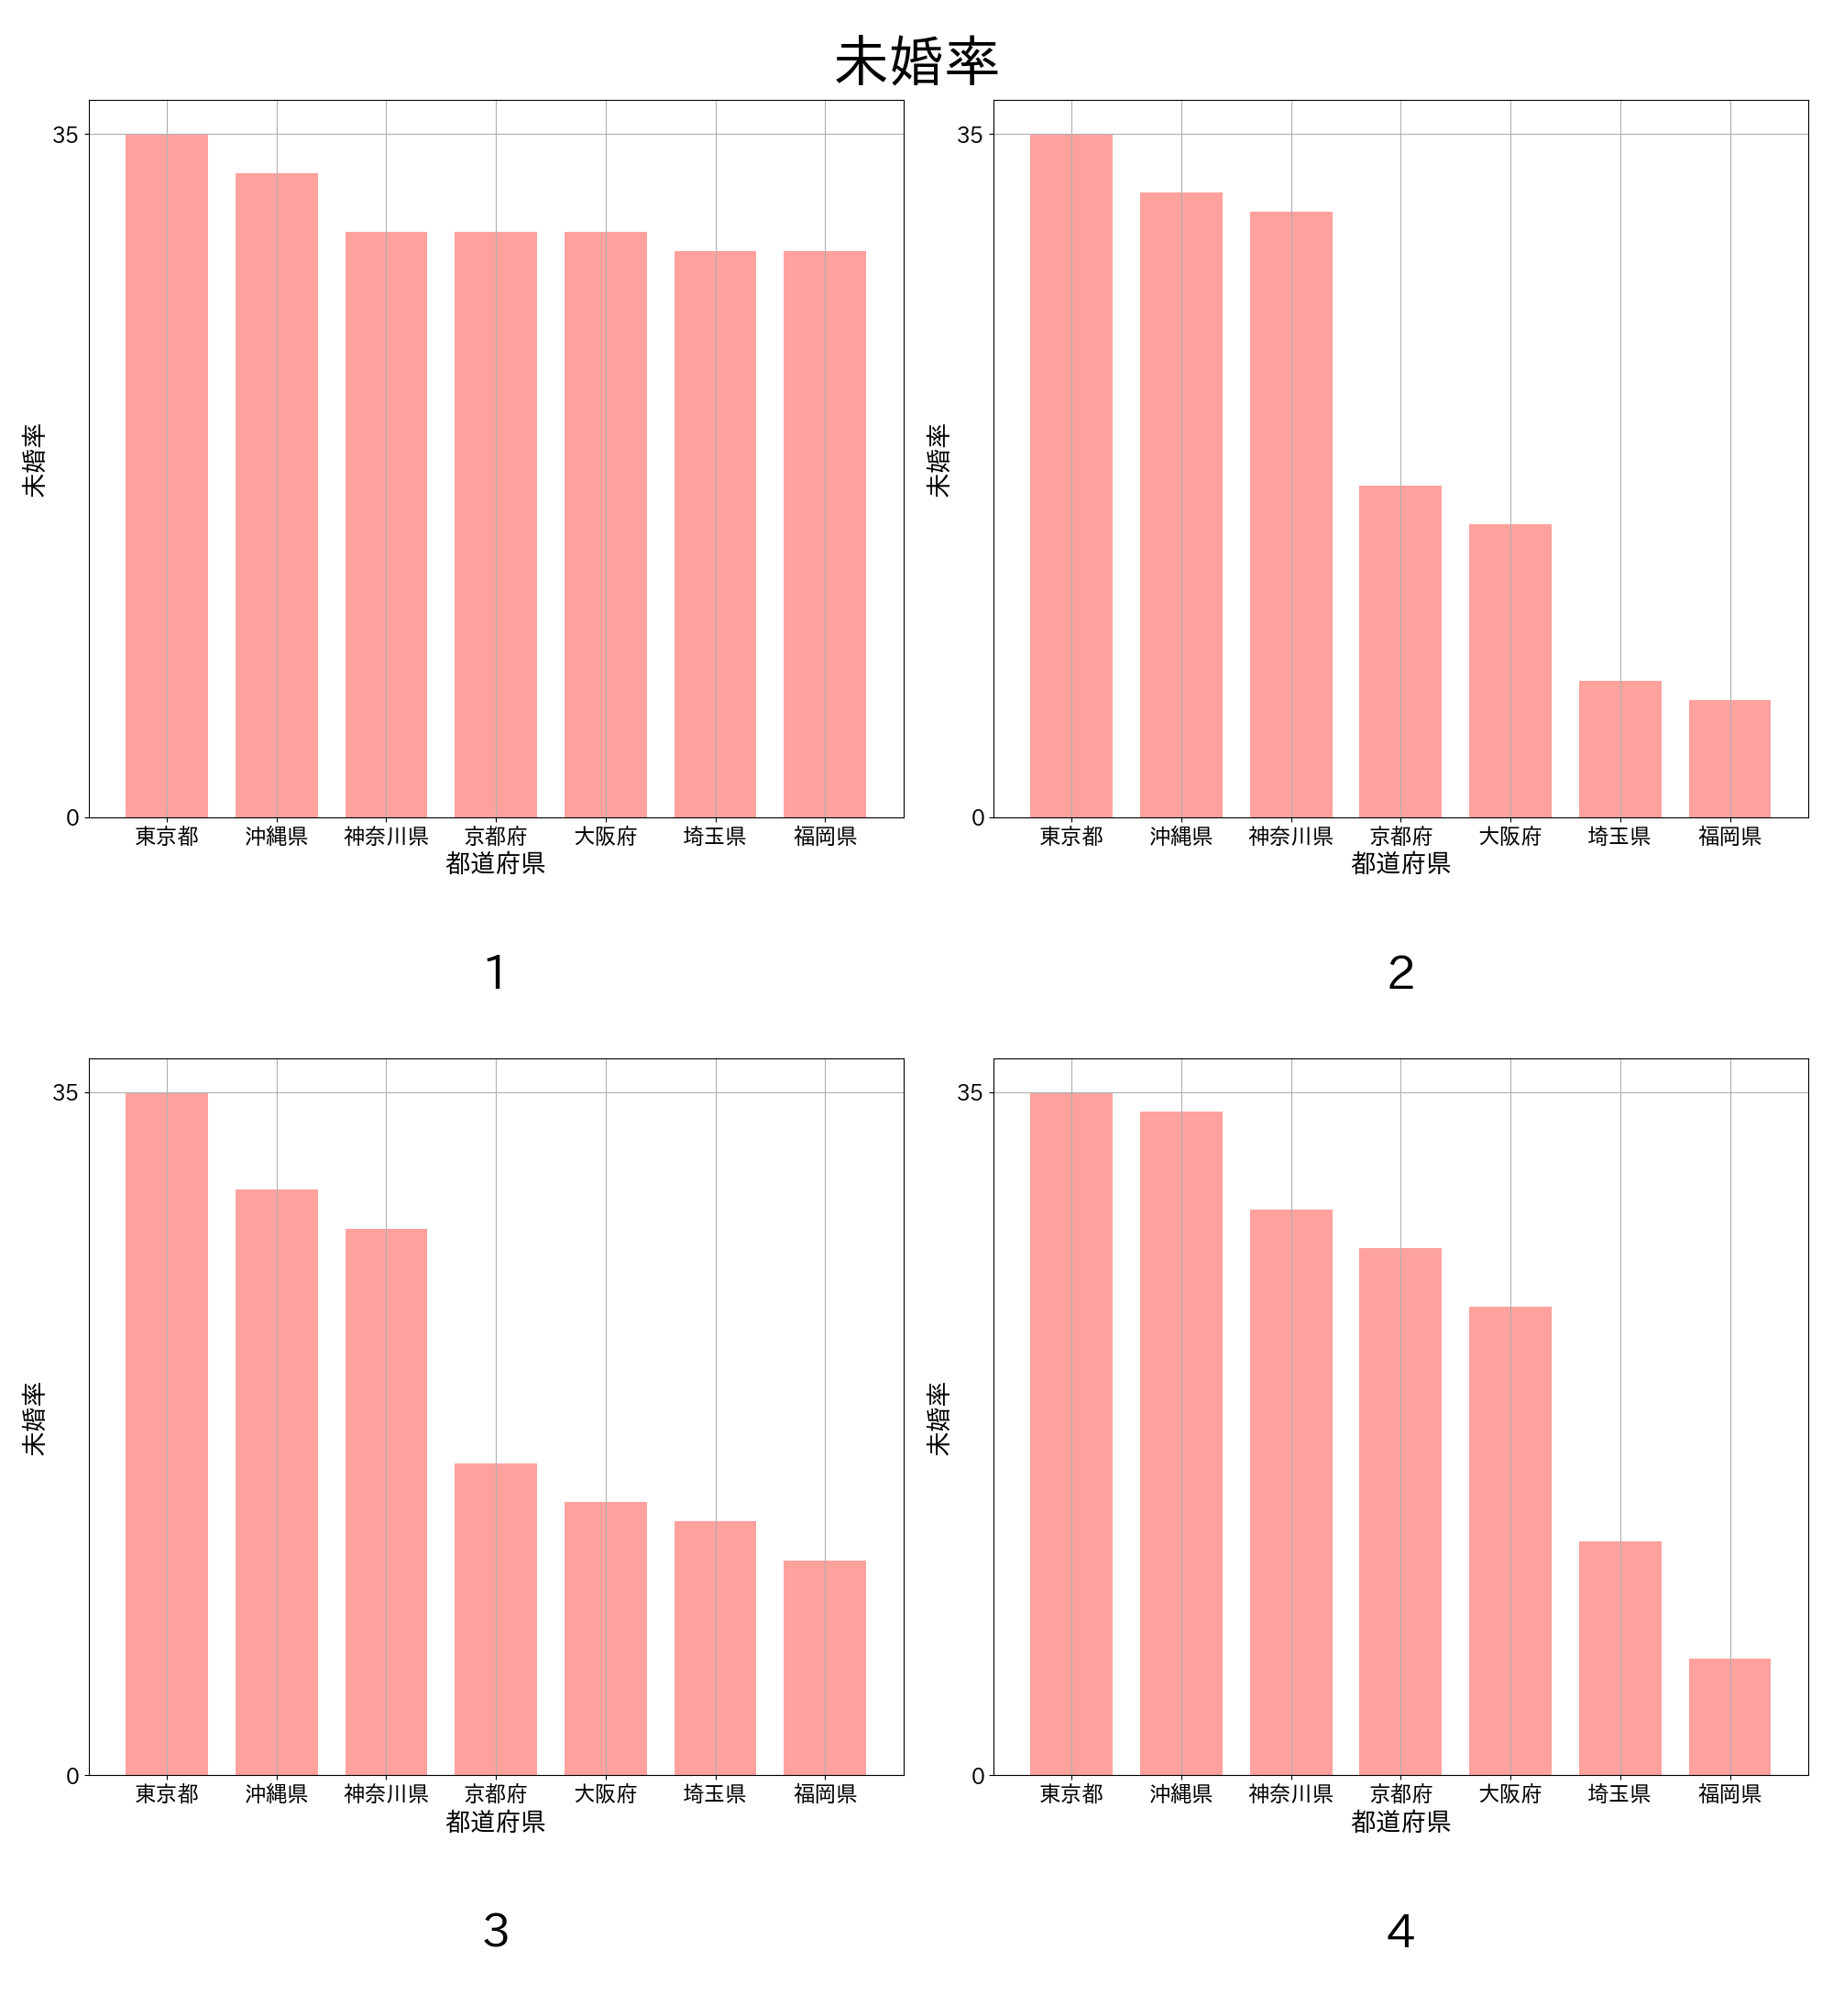 未婚率
35
0
未婚率
東京都 沖縄県 神奈川県 京都府 大阪府 埼玉県 福岡県
都道府県
1
35
0
未婚率
東京都 沖縄県 神奈川県 京都府 大阪府 埼玉県 福岡県
都道府県
2
35
0
未婚率
東京都 沖縄県 神奈川県 京都府 大阪府 埼玉県 福岡県
都道府県
3
35
0
未婚率
東京都 沖縄県 神奈川県 京都府 大阪府 埼玉県 福岡県
都道府県
4